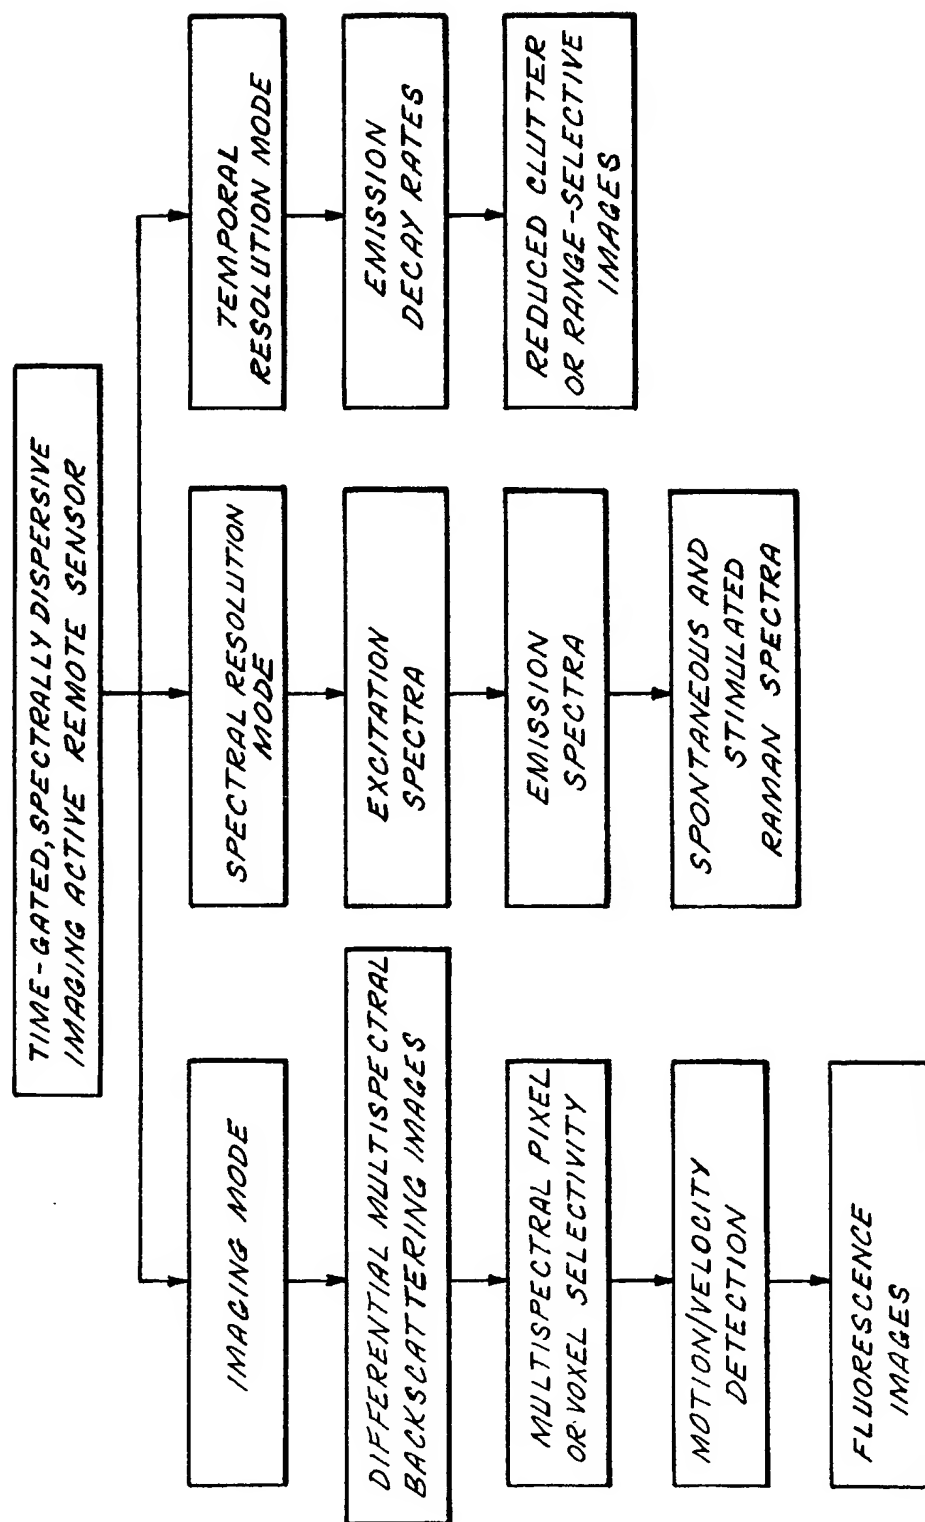 TIME-GATED, SPECTRALLY DISPERSIVE
IMAGING ACTIVE REMOTE SENSOR
IMAGING MODE
DIFFERENTIAL MULTISPECTRAL
BACKSCATTERING IMAGES
MULTISPECTRAL PIXEL
OR VOXEL SELECTIVITY
MOTION/VELOCITY
DETECTION
FLUORESCENCE
IMAGES
SPECTRAL RESOLUTION
MODE
EXCITATION
SPECTRA
EMISSION
SPECTRA
SPONTANEOUS AND
STIMULATED
RAMAN SPECTRA
TEMPORAL
RESOLUTION MODE
EMISSION
DECAY RATES
REDUCED CLUTTER
OR RANGE-SELECTIVE
IMAGES